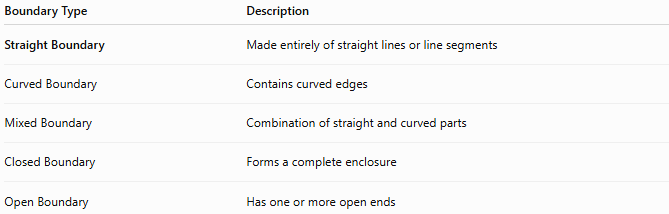 Boundary Type Description
Straight Boundary Made entirely of straight lines or line segments
Curved Boundary Contains curved edges
Mixed Boundary Combination of straight and curved parts
Closed Boundary Forms a complete enclosure
Open Boundary Has one or more open ends